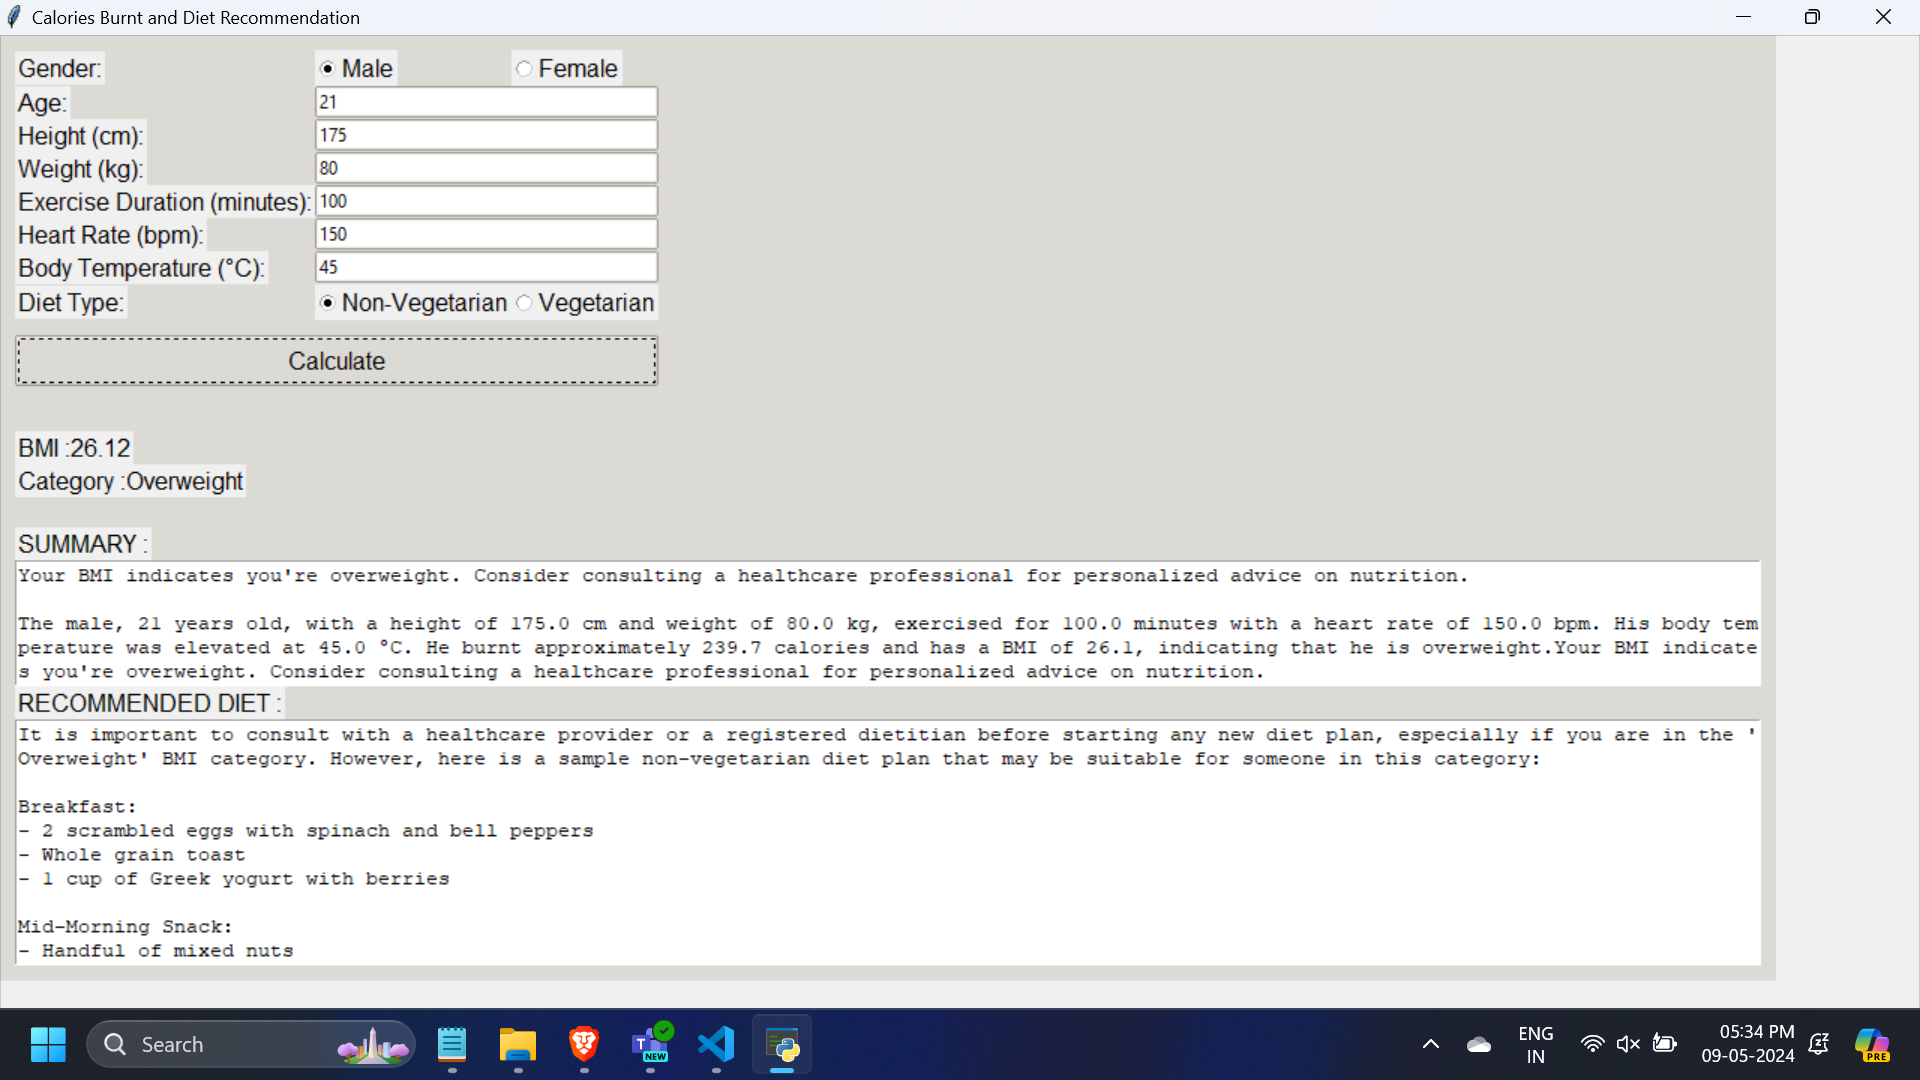 Calories Burnt and Diet Recommendation
Gender: Male Female
Age: 21
Height (cm): 175
Weight (kg): 80
Exercise Duration (minutes): 100
Heart Rate (bpm): 150
Body Temperature (°C): 45
Diet Type: Non-Vegetarian Vegetarian
Calculate
BMI :26.12
Category :Overweight
SUMMARY :
Your BMI indicates you're overweight. Consider consulting a healthcare professional for personalized advice on nutrition.
The male, 21 years old, with a height of 175.0 cm and weight of 80.0 kg, exercised for 100.0 minutes with a heart rate of 150.0 bpm. His body tem
perature was elevated at 45.0 °C. He burnt approximately 239.7 calories and has a BMI of 26.1, indicating that he is overweight.Your BMI indicate
s you're overweight. Consider consulting a healthcare professional for personalized advice on nutrition.
RECOMMENDED DIET :
It is important to consult with a healthcare provider or a registered dietitian before starting any new diet plan, especially if you are in the '
Overweight' BMI category. However, here is a sample non-vegetarian diet plan that may be suitable for someone in this category:
Breakfast:
- 2 scrambled eggs with spinach and bell peppers
- Whole grain toast
- 1 cup of Greek yogurt with berries
Mid-Morning Snack:
- Handful of mixed nuts
Search
T
NEW
ENG
IN
05:34 PM
09-05-2024
PRE